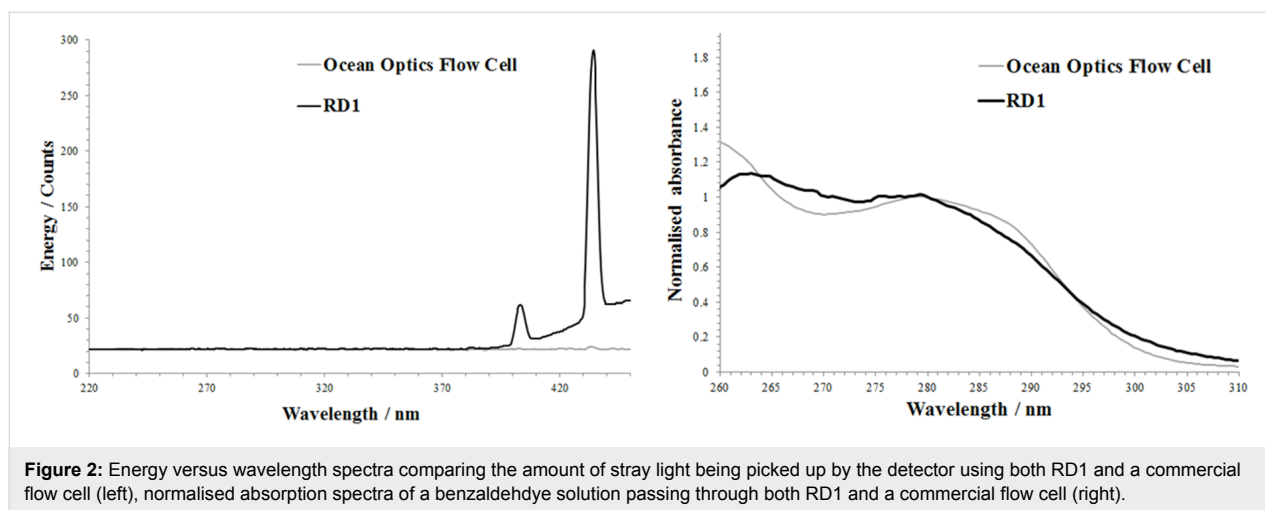 300
250
200
150
100
50
0
Energy / Counts
Ocean Optics Flow Cell
RD1
220 270 320 370 420
Wavelength / nm
1.8
1.6
1.4
1.2
1
0.8
0.6
0.4
0.2
0
Normalised absorbance
Ocean Optics Flow Cell
RD1
260 265 270 275 280 285 290 295 300 305 310
Wavelength / nm
Figure 2: Energy versus wavelength spectra comparing the amount of stray light being picked up by the detector using both RD1 and a commercial
flow cell (left), normalised absorption spectra of a benzaldehdye solution passing through both RD1 and a commercial flow cell (right).